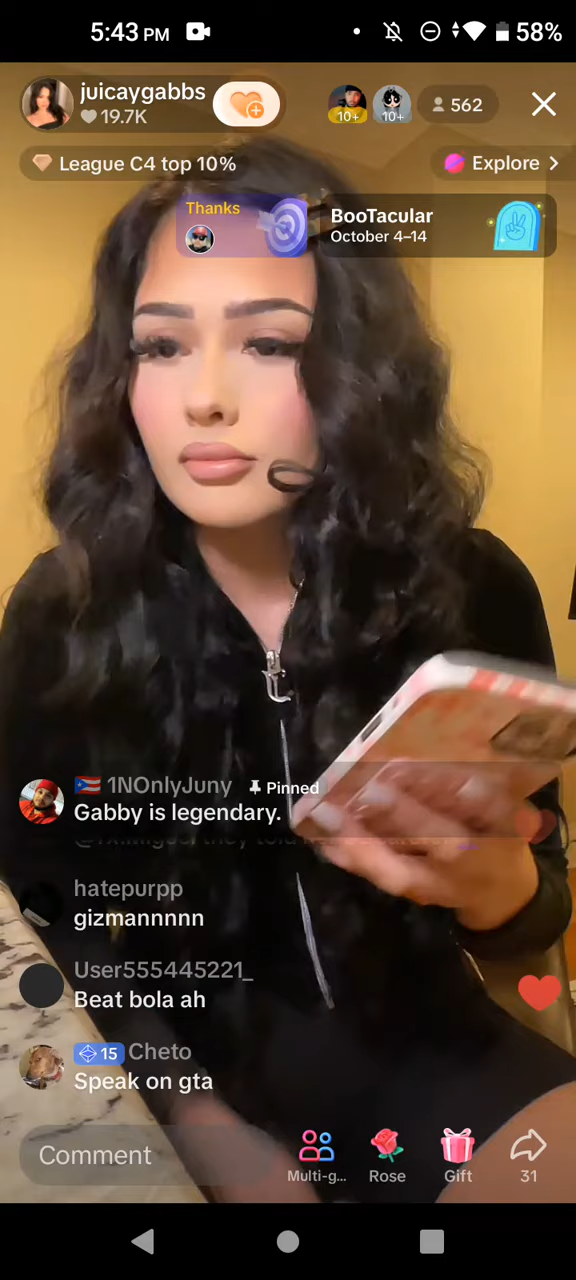 5:43 PM
58%
juicaygabbs
19.7K
10+
10+
562
League C4 top 10%
Explore
Thanks
BooTacular
October 4–14
1NOnlyJuny
Pinned
Gabby is legendary.
hatepurpp
gizmannnnn
User555445221_
Beat bola ah
15 Cheto
Speak on gta
Comment
Multi-g...
Rose
Gift
31